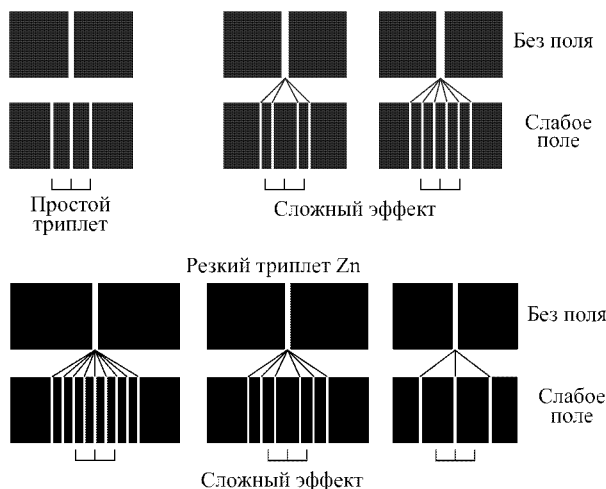 Без поля
Слабое
поле
Простой
триплет
Сложный эффект
Резкий триплет Zn
Без поля
Слабое
поле
Сложный эффект